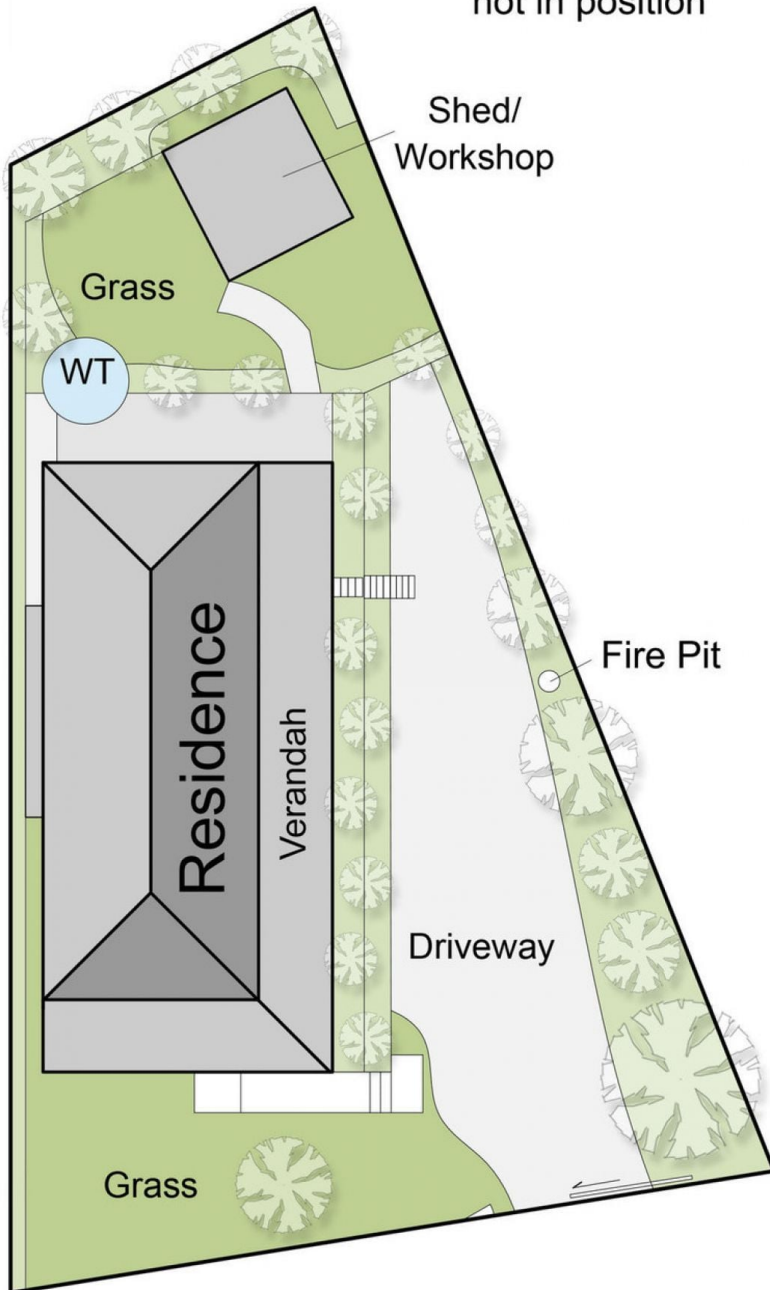 not in position
Shed/
Workshop
Grass
WT
Residence
Verandah
Fire Pit
Driveway
Grass